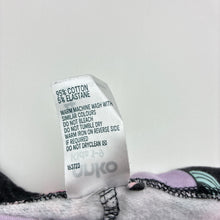 95% COTTON
5% ELASTANE
WARM MACHINE WASH WITH
SIMILAR COLOURS
DO NOT BLEACH
DO NOT TUMBLE DRY
WARM IRON ON REVERSE
IF REQUIRED
DO NOT DRYCLEAN